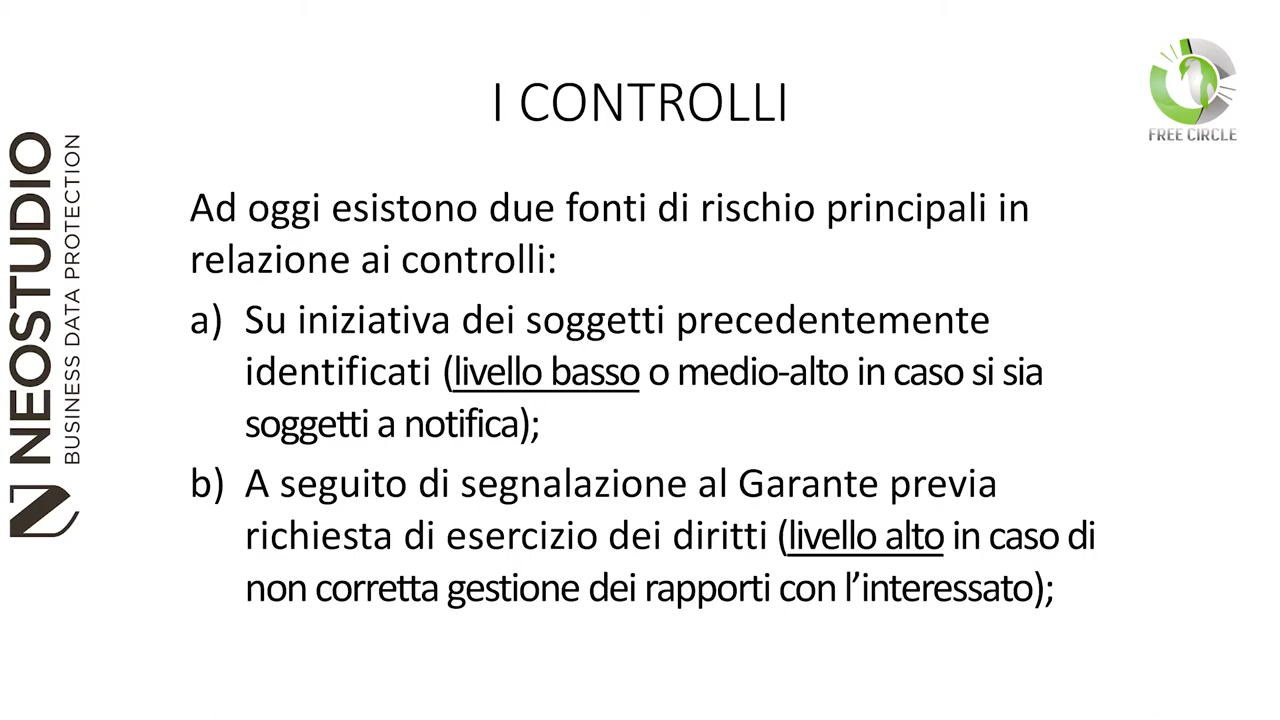 I CONTROLLI
FREE CIRCLE
NEOSTUDIO
BUSINESS DATA PROTECTION
Ad oggi esistono due fonti di rischio principali in
relazione ai controlli:
a) Su iniziativa dei soggetti precedentemente
identificati (livello basso o medio-alto in caso si sia
soggetti a notifica);
b) A seguito di segnalazione al Garante previa
richiesta di esercizio dei diritti (livello alto in caso di
non corretta gestione dei rapporti con l’interessato);